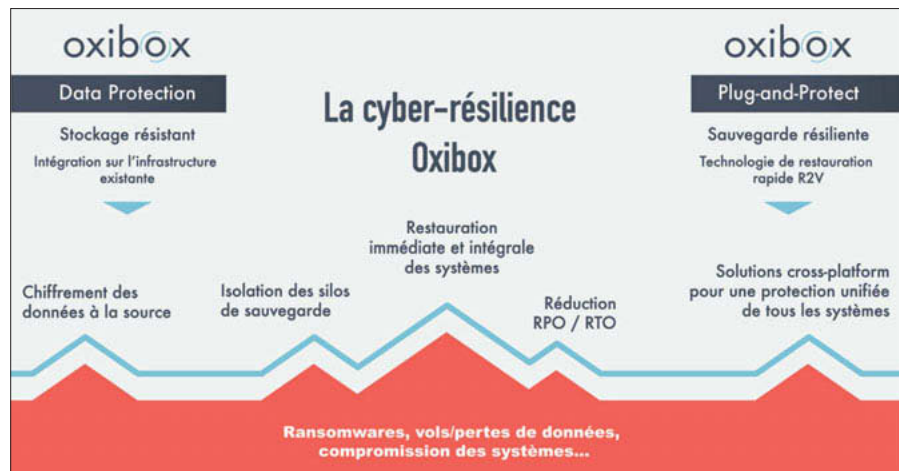 oxibox
Data Protection
Stockage résistant
Intégration sur l'infrastructure
existante
La cyber-résilience
Oxibox
oxibox
Plug-and-Protect
Sauvegarde résiliente
Technologie de restauration
rapide R2V
Chiffrement des
données à la source
Isolation des silos
de sauvegarde
Restauration
immédiate et intégrale
des systèmes
Réduction
RPO / RTO
Solutions cross-platform
pour une protection unifiée
de tous les systèmes
Ransomwares, vols/pertes de données,
compromission des systèmes...